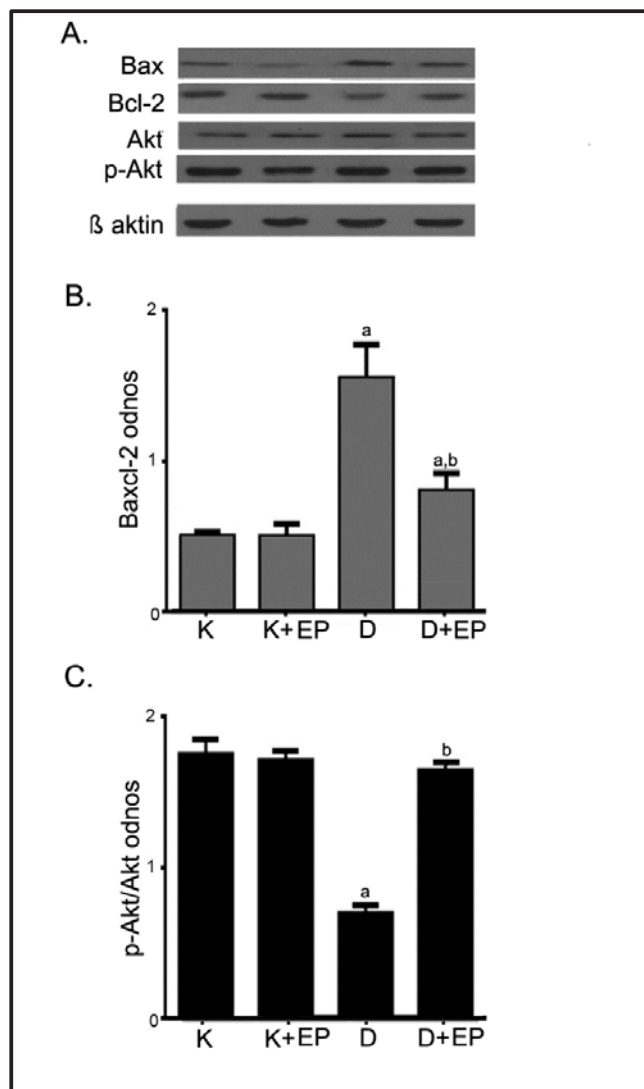 A.
Bax
Bcl-2
Akt
p-Akt
ß aktin
B.
Baxcl-2 odnos
2
1
0
a
a,b
K K+EP D D+EP
C.
p-Akt/Akt odnos
2
1
0
a
b
K K+EP D D+EP